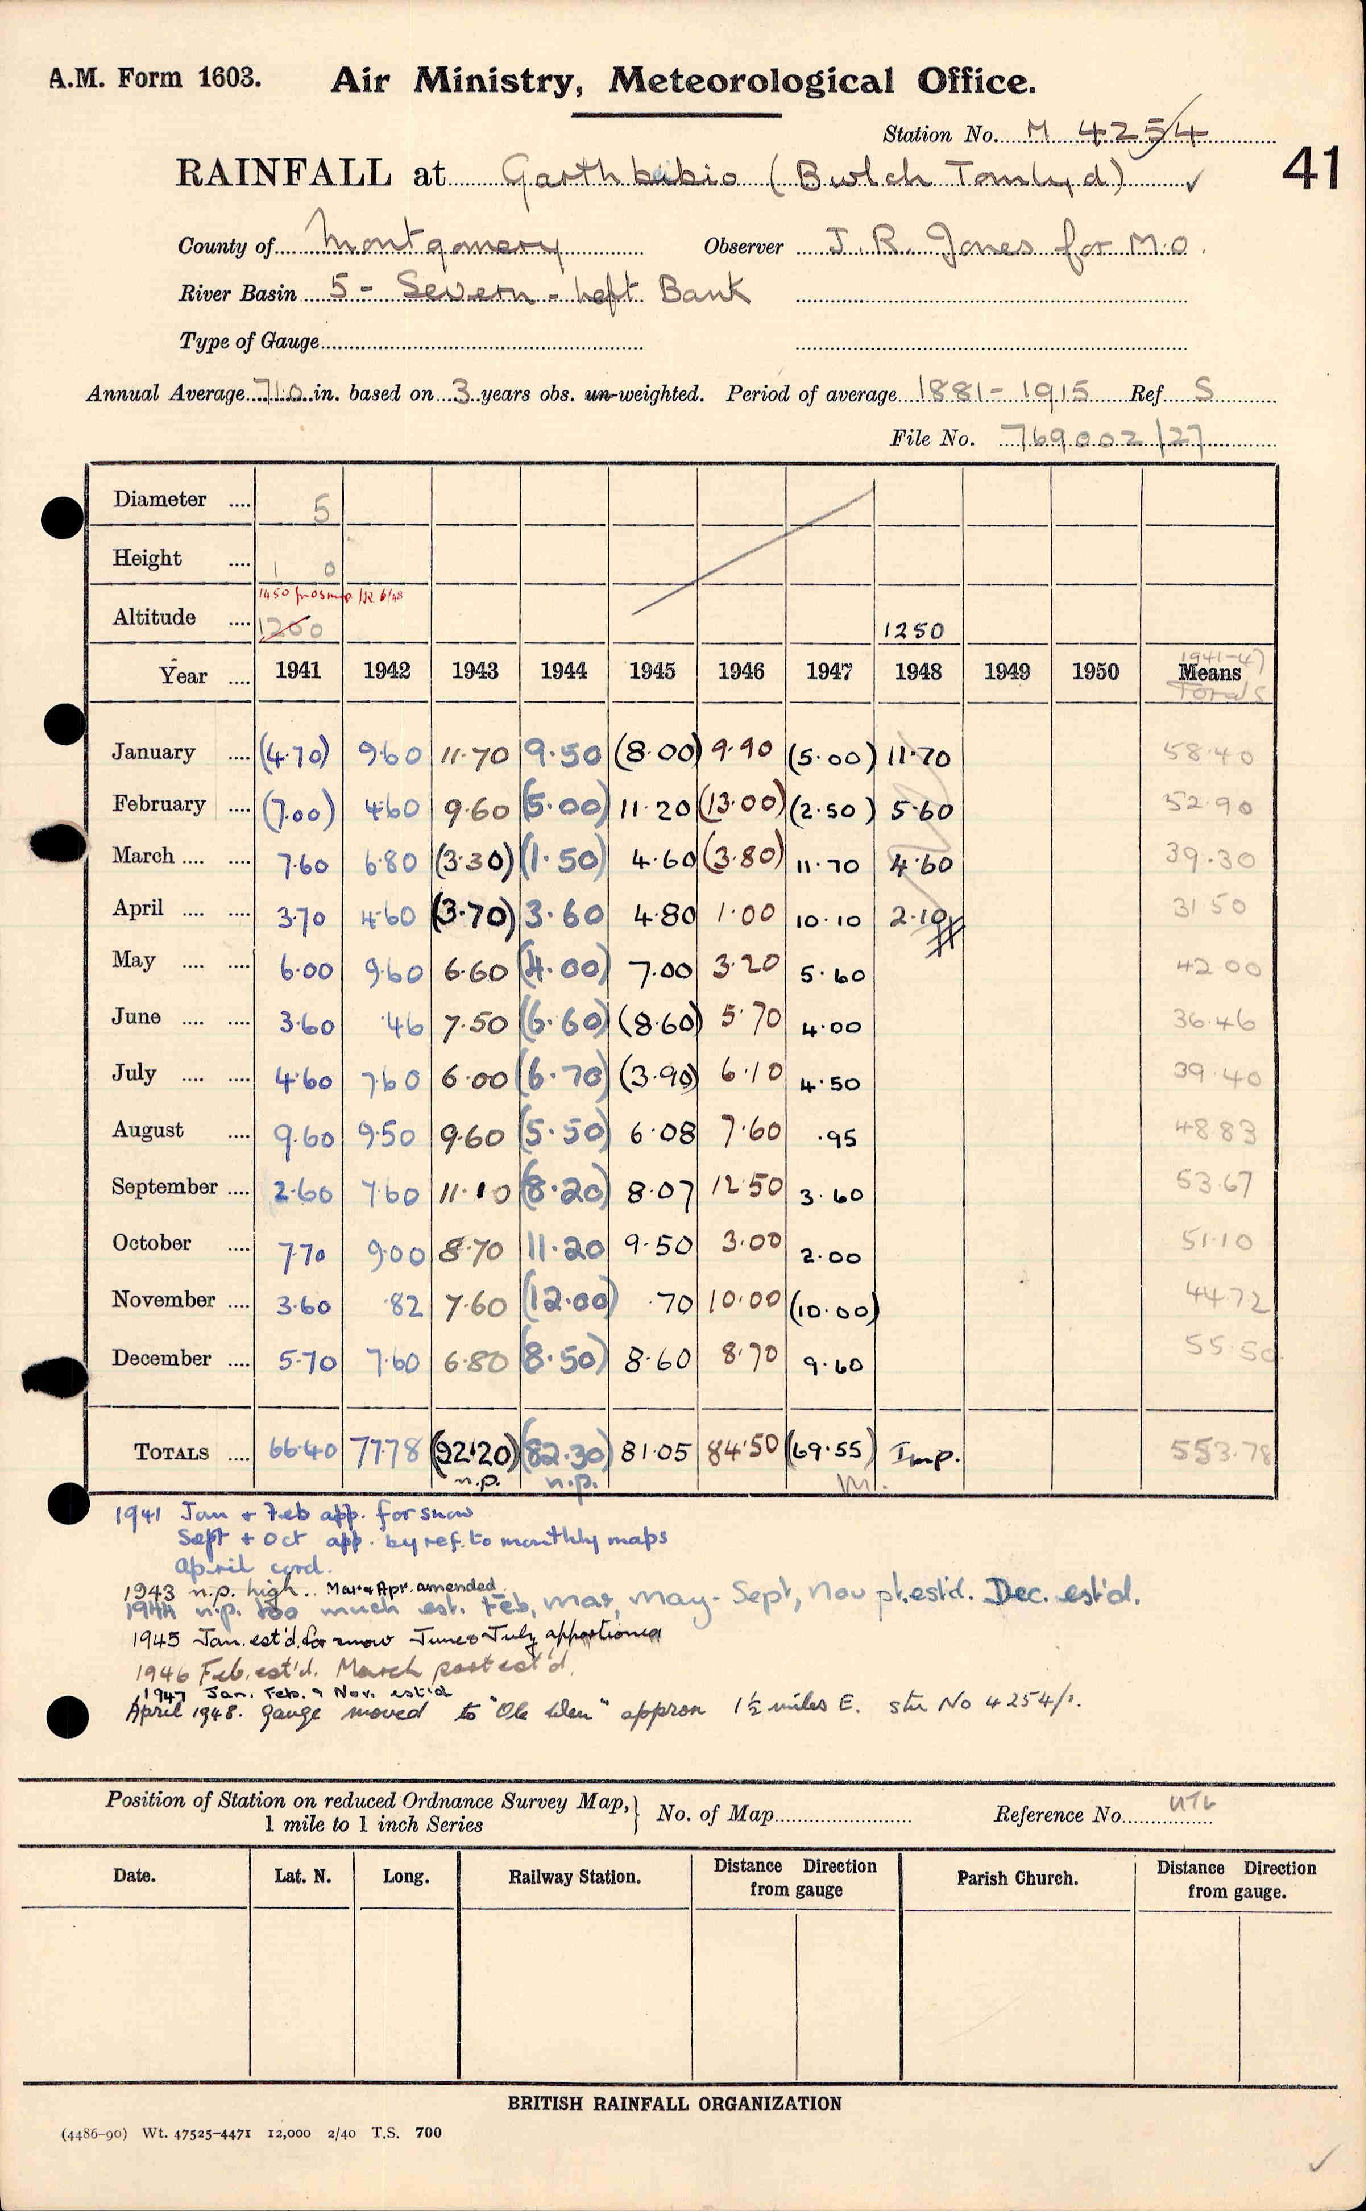 A.M. Form 1603. Air Ministry, Meteorological Office.
Station No. M 4254
41
RAINFALL at Garthbibio (Bwlch Tomlyd) ✓
County of Montgomery Observer J. R. Jones for M.O.
River Basin 5 - Severn - Left Bank
Type of Gauge
Annual Average 71.0 in. based on 3 years obs. un-weighted. Period of average 1881-1915 Ref S
File No. 769002/27
Diameter .... 5
Height .... 1 0
1450 from map 6/48
Altitude .... 1200 1250
1941-47
Year .... 1941 1942 1943 1944 1945 1946 1947 1948 1949 1950 Means
Totals
January .... (4.70) 9.60 11.70 9.50 (8.00) 9.90 (5.00) 11.70 58.40
February .... (7.00) 4.60 9.60 (5.00) 11.20 (13.00) (2.50) 5.60 52.90
March .... .... 7.60 6.80 (3.30) (1.50) 4.60 (3.80) 11.70 4.60 39.30
April .... .... 3.70 4.60 (3.70) 3.60 4.80 1.00 10.10 2.10 31.50
May .... .... 6.00 9.60 6.60 (4.00) 7.00 3.20 5.60 42.00
June .... .... 3.60 .46 7.50 (6.60) (8.60) 5.70 4.00 36.46
July .... .... 4.60 7.60 6.00 (6.70) (3.90) 6.10 4.50 39.40
August .... 9.60 9.50 9.60 (5.50) 6.08 7.60 .95 48.83
September .... 2.60 7.60 11.10 (8.20) 8.07 12.50 3.60 53.67
October .... 7.70 9.00 8.70 11.20 9.50 3.00 2.00 51.10
November .... 3.60 .82 7.60 (12.00) .70 10.00 (10.00) 44.72
December .... 5.70 7.60 6.80 (8.50) 8.60 8.70 9.60 55.50
TOTALS .... 66.40 77.78 (92.20) (82.30) 81.05 84.50 (69.55) Imp. 553.78
n.p. n.p. M.
1941 Jan + Feb app. for snow
Sept + Oct app. by ref. to monthly maps
April cord.
1943 n.p. high.. Mar & Apr. amended.
1944 n.p. too much est. Feb, Mar, May - Sept, Nov pt. est'd. Dec. est'd.
1945 Jan. est'd. for snow June & July apportioned
1946 Feb. est'd. March part est'd.
1947 Jan. Feb. & Nov. est'd
April 1948. gauge moved to approx 1½ miles E. stn No 4254/1.
Position of Station on reduced Ordnance Survey Map, 1 mile to 1 inch Series } No. of Map Reference No.
Date. Lat. N. Long. Railway Station. Distance Direction from gauge Parish Church. Distance Direction from gauge.
BRITISH RAINFALL ORGANIZATION
(4486-90) Wt. 47525-4471 12,000 2/40 T.S. 700
✓